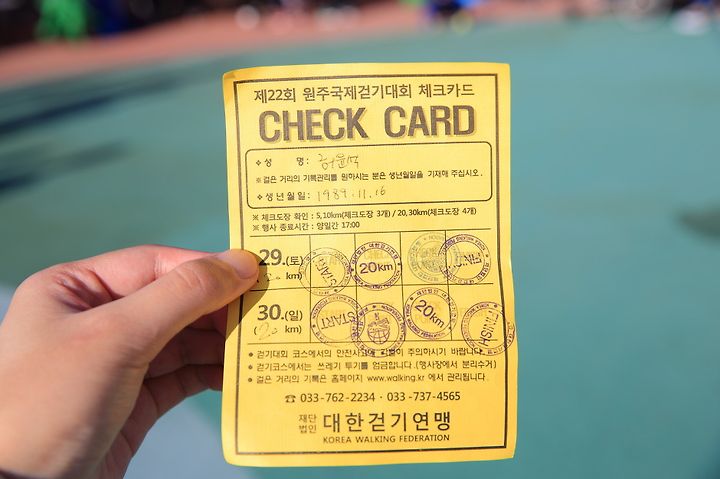 제22회 원주국제걷기대회 체크카드
CHECK CARD
❖ 성 명: 허윤석
※ 걸은 거리의 기록관리를 원하시는 분은 생년월일을 기재해 주십시오.
❖ 생년월일: 1989.11.16
※ 체크도장 확인 : 5,10km(체크도장 3개) / 20,30km(체크도장 4개)
※ 행사 종료시간 : 양일간 17:00
29.(토) START 20km FINISH
km)
30.(일) START 20km FINISH
(20 km)
• 걷기대회 코스에서의 주의하시기 바랍니다.
• 걷기코스에서는 쓰레기 투기를 엄금합니다.(행사장에서 분리수거)
• 걸은 거리의 기록은 홈페이지 www.walking.kr 에서 관리됩니다.
☎ 033-762-2234 · 033-737-4565
재단법인 대한걷기연맹
KOREA WALKING FEDERATION